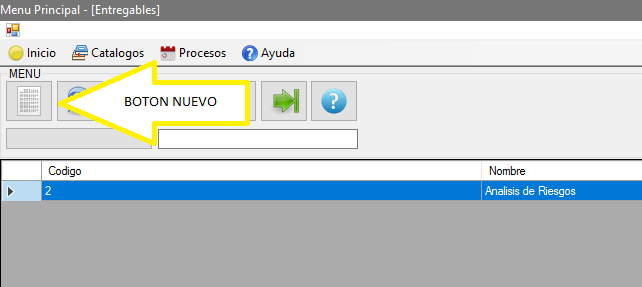 Menu Principal - [Entregables]
Inicio Catalogos Procesos ? Ayuda
MENU
BOTON NUEVO
?
Codigo Nombre
2 Analisis de Riesgos